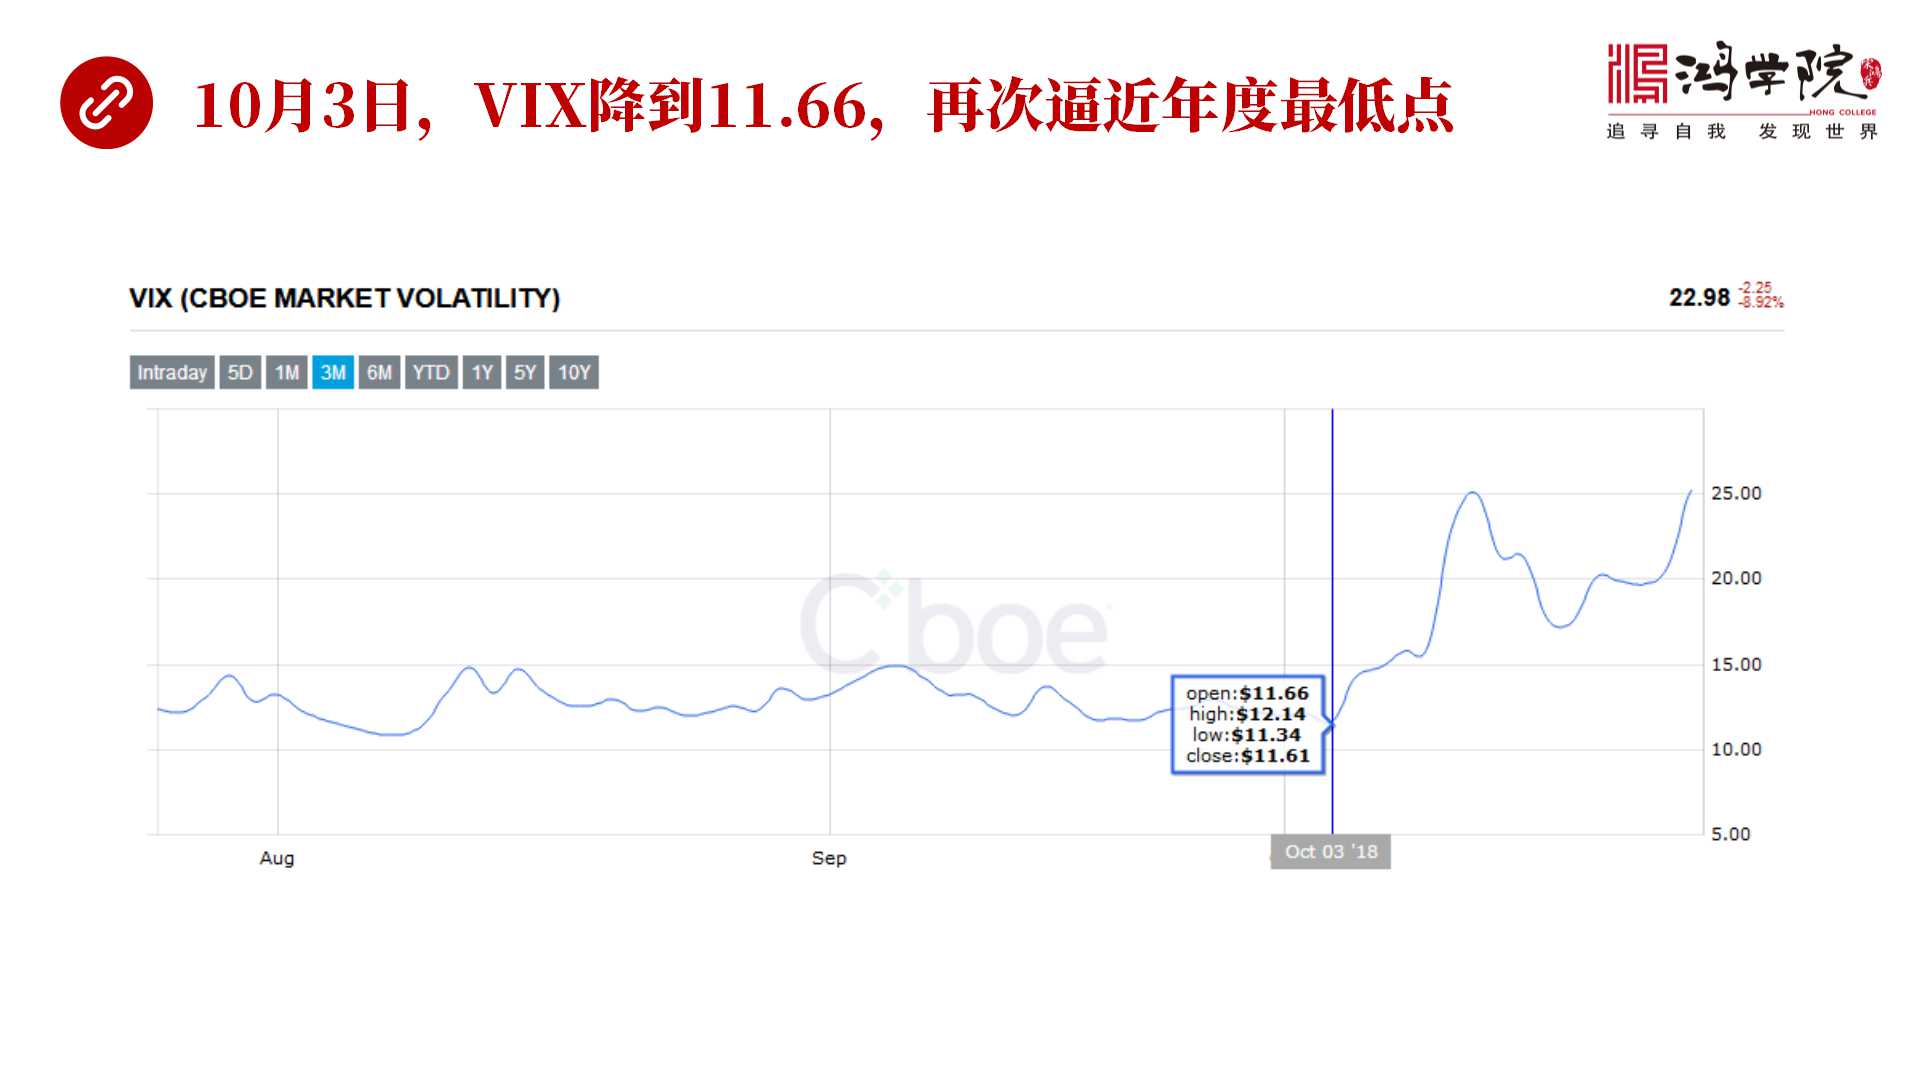 10月3日，VIX降到11.66，再次逼近年度最低点
鸿学院
HONG COLLEGE
追寻自我 发现世界
VIX (CBOE MARKET VOLATILITY)
22.98
-2.25
-8.92%
Intraday 5D 1M 3M 6M YTD 1Y 5Y 10Y
Cboe
25.00
20.00
15.00
10.00
5.00
open:$11.66
high:$12.14
low:$11.34
close:$11.61
Aug Sep Oct 03 '18